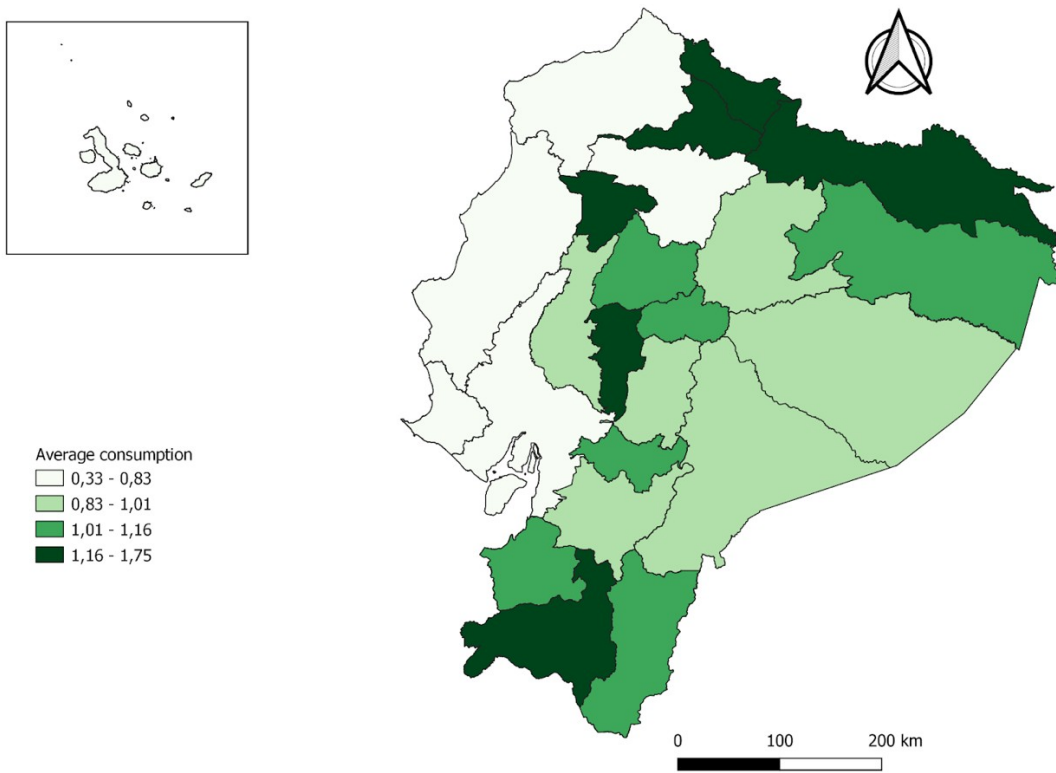 Average consumption
0,33 - 0,83
0,83 - 1,01
1,01 - 1,16
1,16 - 1,75
0 100 200 km